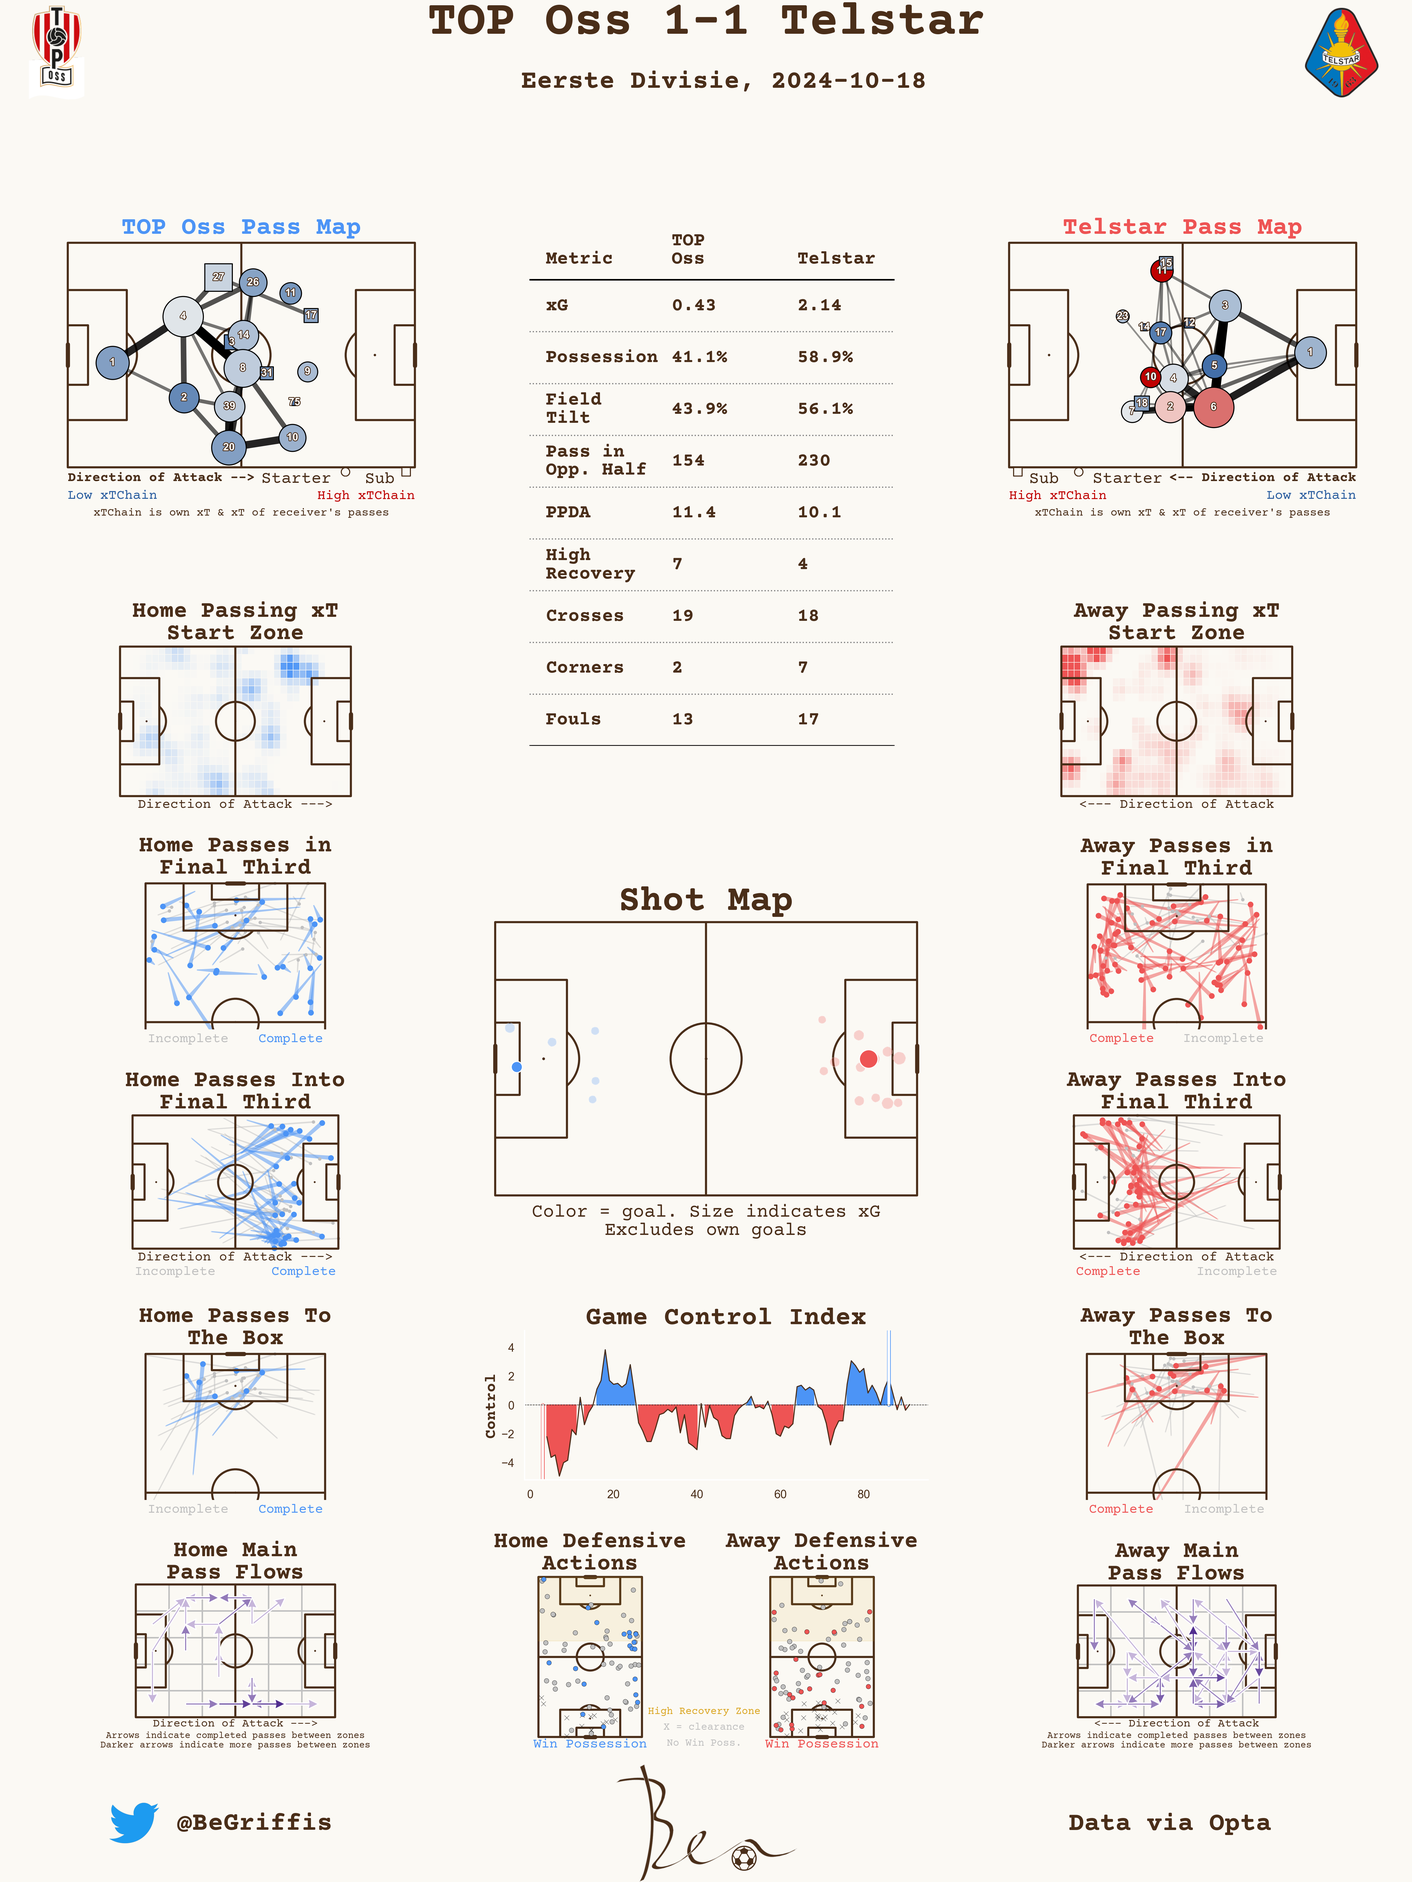 TOP Oss 1-1 Telstar
Eerste Divisie, 2024-10-18
T
O
P
OSS
TELSTAR
TOP Oss Pass Map
27
26
11
17
4
14
3
1
8
31
9
2
39
75
20
10
Direction of Attack --> Starter Sub
Low xTChain High xTChain
xTChain is own xT & xT of receiver's passes
Metric TOP Oss Telstar
xG 0.43 2.14
Possession 41.1% 58.9%
Field Tilt 43.9% 56.1%
Pass in Opp. Half 154 230
PPDA 11.4 10.1
High Recovery 7 4
Crosses 19 18
Corners 2 7
Fouls 13 17
Telstar Pass Map
15
11
3
23
14
12
17
1
5
10
4
7
18
2
6
Sub Starter <-- Direction of Attack
High xTChain Low xTChain
xTChain is own xT & xT of receiver's passes
Home Passing xT
Start Zone
Direction of Attack --->
Away Passing xT
Start Zone
<--- Direction of Attack
Home Passes in
Final Third
Incomplete Complete
Away Passes in
Final Third
Complete Incomplete
Shot Map
Color = goal. Size indicates xG
Excludes own goals
Home Passes Into
Final Third
Direction of Attack --->
Incomplete Complete
Away Passes Into
Final Third
<--- Direction of Attack
Complete Incomplete
Home Passes To
The Box
Incomplete Complete
Game Control Index
Control
4
2
0
−2
−4
0 20 40 60 80
Away Passes To
The Box
Complete Incomplete
Home Main
Pass Flows
Direction of Attack --->
Arrows indicate completed passes between zones
Darker arrows indicate more passes between zones
Home Defensive
Actions
Win Possession
High Recovery Zone
X = clearance
No Win Poss.
Away Defensive
Actions
Win Possession
Away Main
Pass Flows
<--- Direction of Attack
Arrows indicate completed passes between zones
Darker arrows indicate more passes between zones
@BeGriffis
Ben
Data via Opta